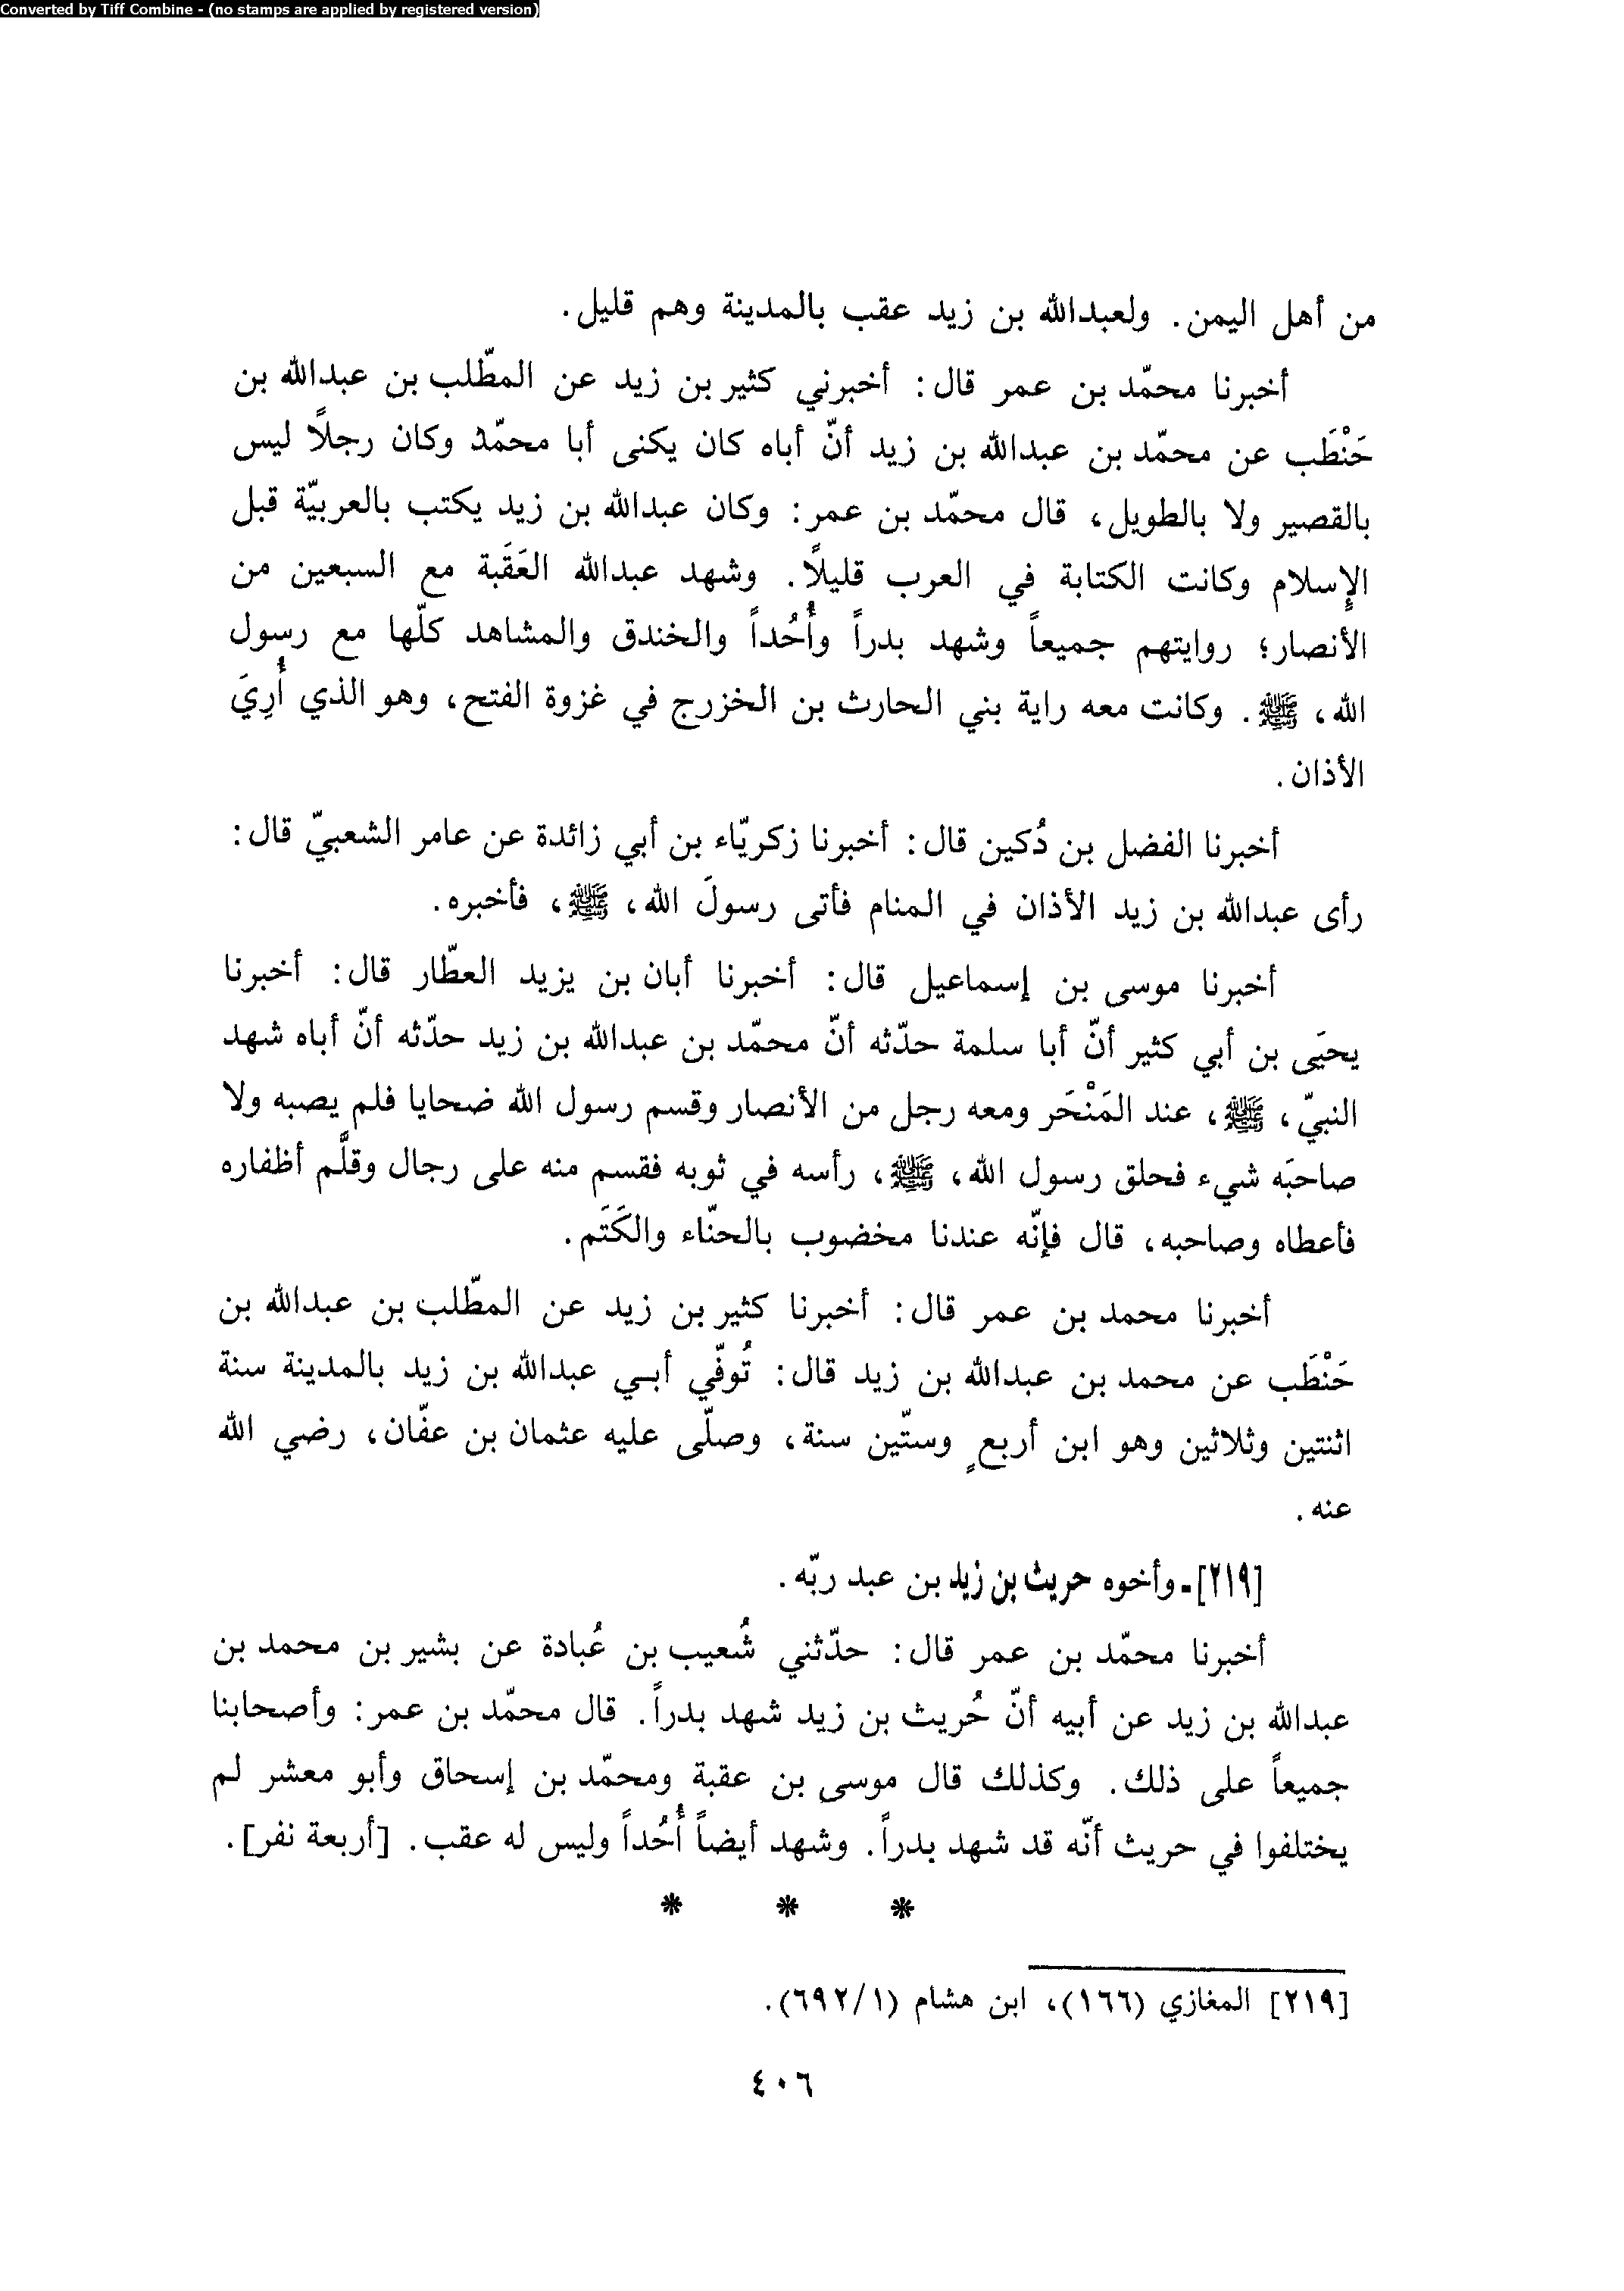 Converted by Tiff Combine - (no stamps are applied by registered version)
من أهل اليمن. ولعبدالله بن زيد عقب بالمدينة وهم قليل.
أخبرنا محمّد بن عمر قال: أخبرني كثير بن زيد عن المطّلب بن عبدالله بن
حَنْطَب عن محمّد بن عبدالله بن زيد أنّ أباه كان يكنى أبا محمّد وكان رجلاً ليس
بالقصير ولا بالطويل، قال محمّد بن عمر: وكان عبدالله بن زيد يكتب بالعربيّة قبل
الإسلام وكانت الكتابة في العرب قليلاً. وشهد عبدالله العَقَبة مع السبعين من
الأنصار؛ روايتهم جميعاً وشهد بدراً وأُحُداً والخندق والمشاهد كلّها مع رسول
الله، ﷺ. وكانت معه راية بني الحارث بن الخزرج في غزوة الفتح، وهو الذي أُرِيَ
الأذان.
أخبرنا الفضل بن دُكين قال: أخبرنا زكريّاء بن أبي زائدة عن عامر الشعبيّ قال:
رأى عبدالله بن زيد الأذان في المنام فأتى رسولَ الله، ﷺ، فأخبره.
أخبرنا موسى بن إسماعيل قال: أخبرنا أبان بن يزيد العطّار قال: أخبرنا
يحيَى بن أبي كثير أنّ أبا سلمة حدّثه أنّ محمّد بن عبدالله بن زيد حدّثه أنّ أباه شهد
النبيّ، ﷺ، عند المَنْحَر ومعه رجل من الأنصار وقسم رسول الله ضحايا فلم يصبه ولا
صاحبَه شيء فحلق رسول الله، ﷺ، رأسه في ثوبه فقسم منه على رجال وقلَّم أظفاره
فأعطاه وصاحبه، قال فإنّه عندنا مخضوب بالحنّاء والكَتَم.
أخبرنا محمد بن عمر قال: أخبرنا كثير بن زيد عن المطّلب بن عبدالله بن
حَنْطَب عن محمد بن عبدالله بن زيد قال: تُوفّي أبي عبدالله بن زيد بالمدينة سنة
اثنتين وثلاثين وهو ابن أربعٍ وستّين سنة، وصلّى عليه عثمان بن عفّان، رضي الله
عنه.
[٢١٩]ـ وأخوه حريث بن زيد بن عبد ربّه.
أخبرنا محمّد بن عمر قال: حدّثني شُعيب بن عُبادة عن بشير بن محمد بن
عبدالله بن زيد عن أبيه أنّ حُريث بن زيد شهد بدراً. قال محمّد بن عمر: وأصحابنا
جميعاً على ذلك. وكذلك قال موسى بن عقبة ومحمّد بن إسحاق وأبو معشر لم
يختلفوا في حريث أنّه قد شهد بدراً. وشهد أيضاً أُحُداً وليس له عقب. [أربعة نفر].
* * *
[٢١٩] المغازي (١٦٦)، ابن هشام (٦٩٢/١).
٤٠٦